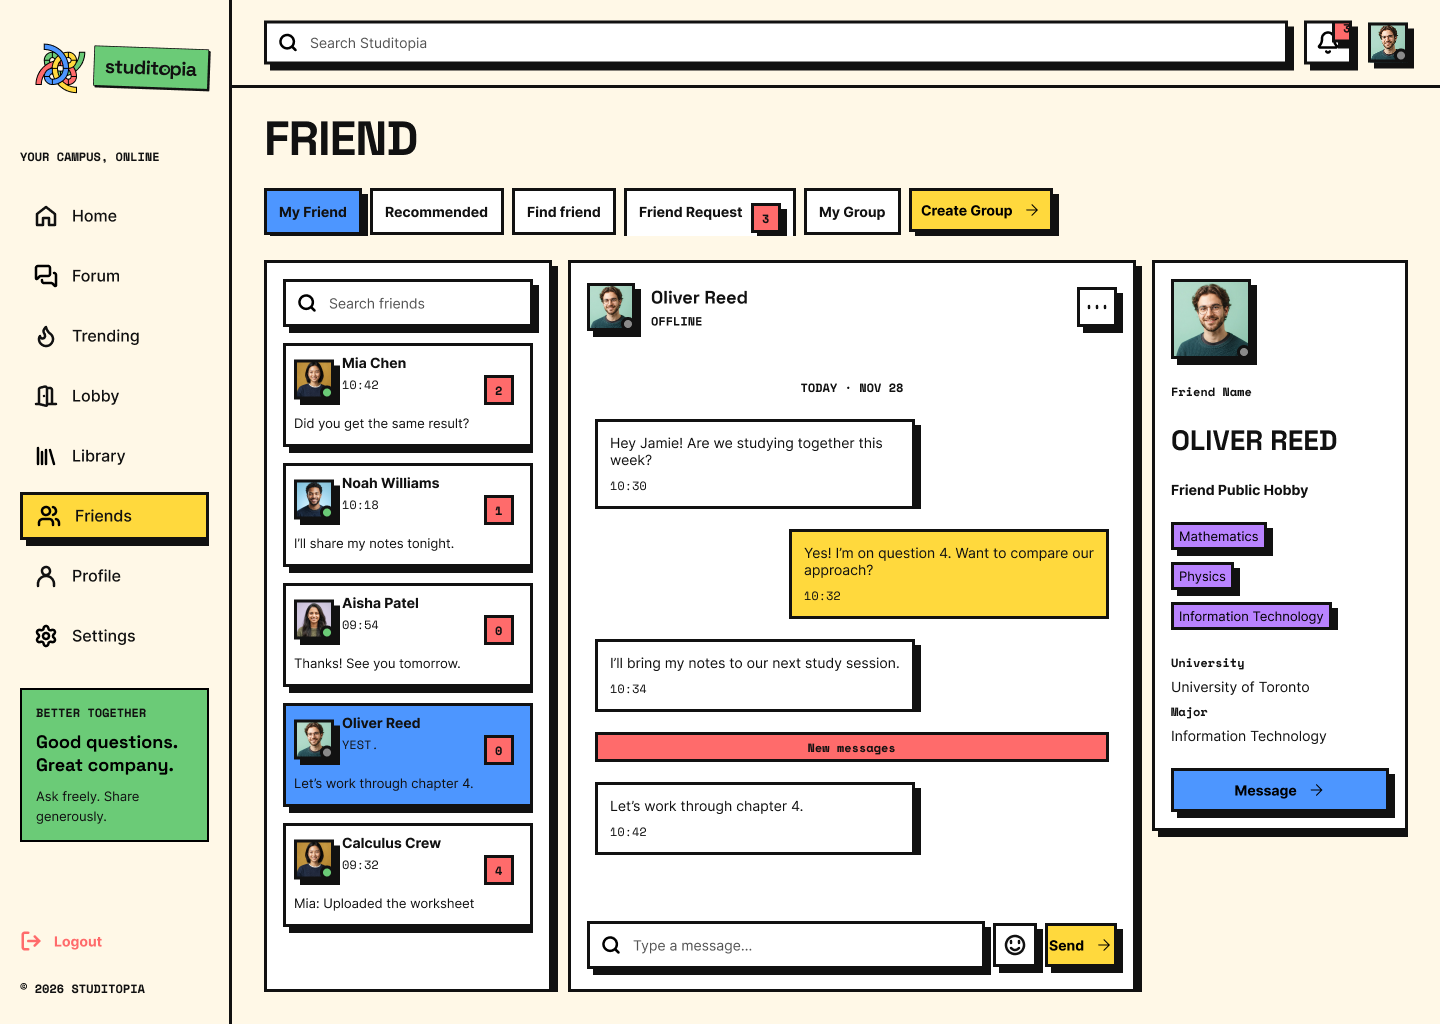 studitopia
YOUR CAMPUS, ONLINE
Home
Forum
Trending
Lobby
Library
Friends
Profile
Settings
BETTER TOGETHER
Good questions.
Great company.
Ask freely. Share
generously.
Logout
© 2026 STUDITOPIA
Search Studitopia
3
FRIEND
My Friend
Recommended
Find friend
Friend Request 3
My Group
Create Group
Search friends
Mia Chen
10:42
2
Did you get the same result?
Noah Williams
10:18
1
I'll share my notes tonight.
Aisha Patel
09:54
0
Thanks! See you tomorrow.
Oliver Reed
YEST.
0
Let's work through chapter 4.
Calculus Crew
09:32
4
Mia: Uploaded the worksheet
Oliver Reed
OFFLINE
TODAY · NOV 28
Hey Jamie! Are we studying together this
week?
10:30
Yes! I'm on question 4. Want to compare our
approach?
10:32
I'll bring my notes to our next study session.
10:34
New messages
Let's work through chapter 4.
10:42
Type a message...
Send
Friend Name
OLIVER REED
Friend Public Hobby
Mathematics
Physics
Information Technology
University
University of Toronto
Major
Information Technology
Message